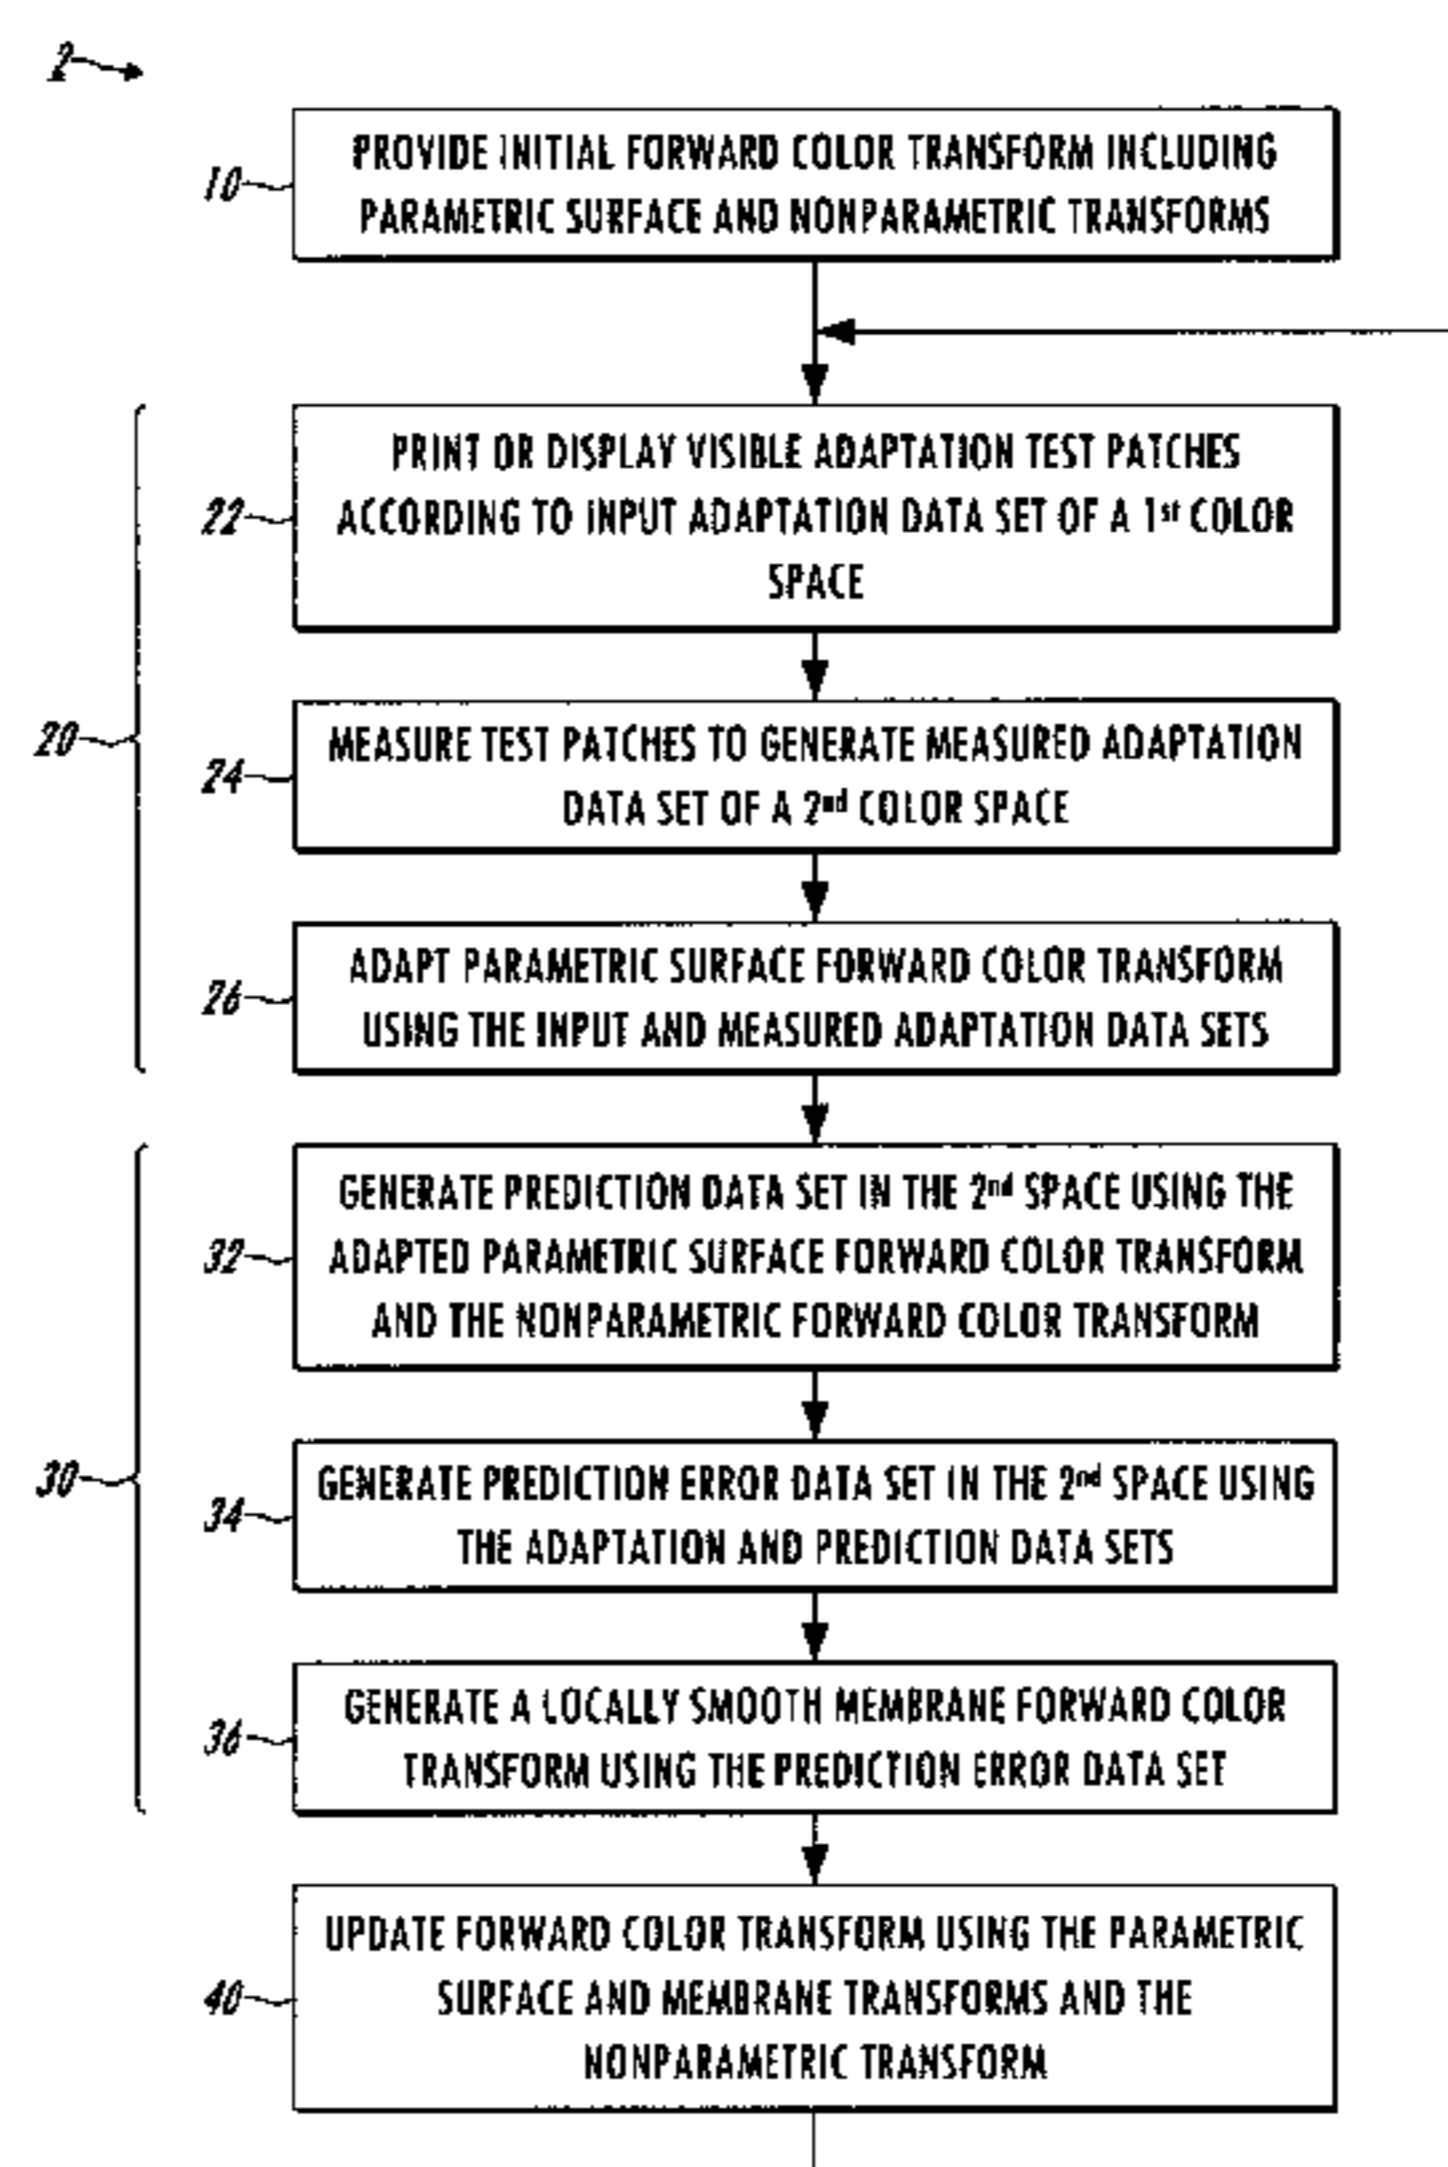 2
10
PROVIDE INITIAL FORWARD COLOR TRANSFORM INCLUDING
PARAMETRIC SURFACE AND NONPARAMETRIC TRANSFORMS
20
22
PRINT OR DISPLAY VISIBLE ADAPTATION TEST PATCHES
ACCORDING TO INPUT ADAPTATION DATA SET OF A 1st COLOR
SPACE
24
MEASURE TEST PATCHES TO GENERATE MEASURED ADAPTATION
DATA SET OF A 2nd COLOR SPACE
26
ADAPT PARAMETRIC SURFACE FORWARD COLOR TRANSFORM
USING THE INPUT AND MEASURED ADAPTATION DATA SETS
30
32
GENERATE PREDICTION DATA SET IN THE 2nd SPACE USING THE
ADAPTED PARAMETRIC SURFACE FORWARD COLOR TRANSFORM
AND THE NONPARAMETRIC FORWARD COLOR TRANSFORM
34
GENERATE PREDICTION ERROR DATA SET IN THE 2nd SPACE USING
THE ADAPTATION AND PREDICTION DATA SETS
36
GENERATE A LOCALLY SMOOTH MEMBRANE FORWARD COLOR
TRANSFORM USING THE PREDICTION ERROR DATA SET
40
UPDATE FORWARD COLOR TRANSFORM USING THE PARAMETRIC
SURFACE AND MEMBRANE TRANSFORMS AND THE
NONPARAMETRIC TRANSFORM